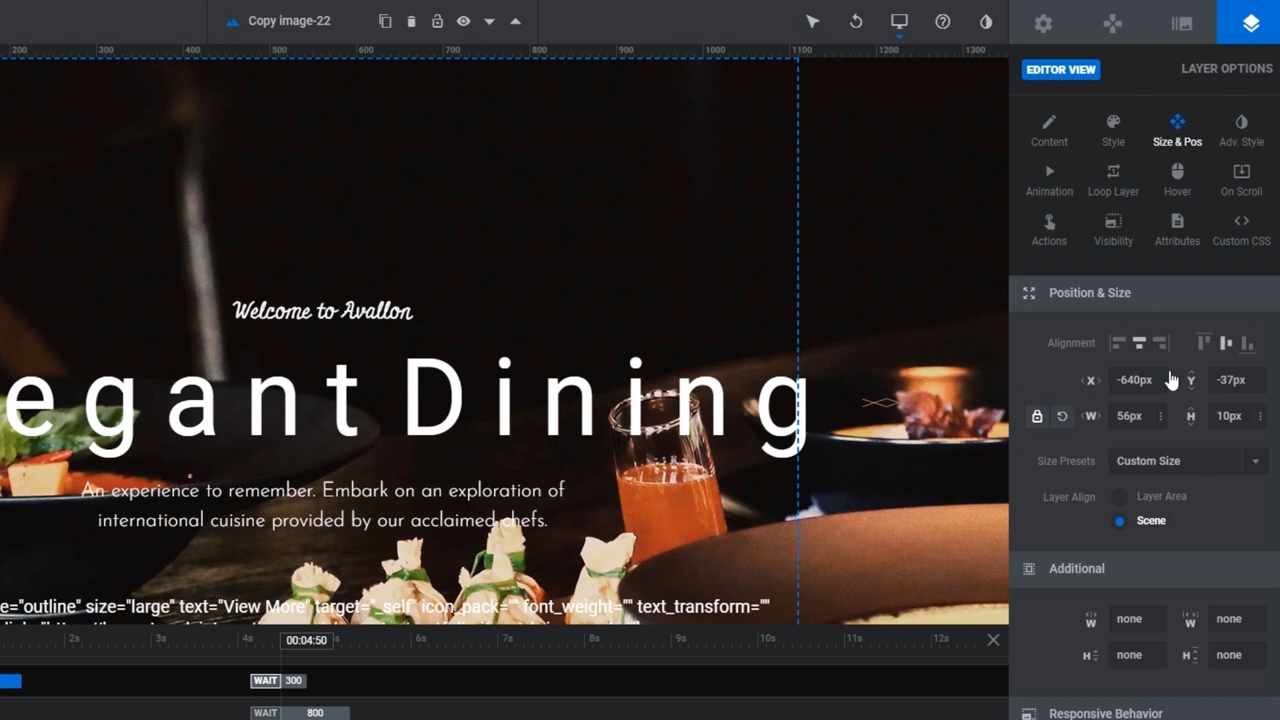 Copy image-22
200 300 400 500 600 700 800 900 1000 1100 1200 1300
EDITOR VIEW LAYER OPTIONS
Content Style Size & Pos Adv. Style
Animation Loop Layer Hover On Scroll
Actions Visibility Attributes Custom CSS
Position & Size
Welcome to Avallon
Alignment
egant Dining
X -640px Y -37px
W 56px H 10px
Size Presets Custom Size
An experience to remember. Embark on an exploration of
international cuisine provided by our acclaimed chefs.
Layer Align Layer Area
Scene
Additional
e="outline" size="large" text="View More" target="_self" icon_pack="" font_weight="" text_transform=""
W none W none
2s 3s 4s 00:04:50 s 6s 7s 8s 9s 10s 11s 12s
H none H none
WAIT 300
WAIT 800
Responsive Behavior